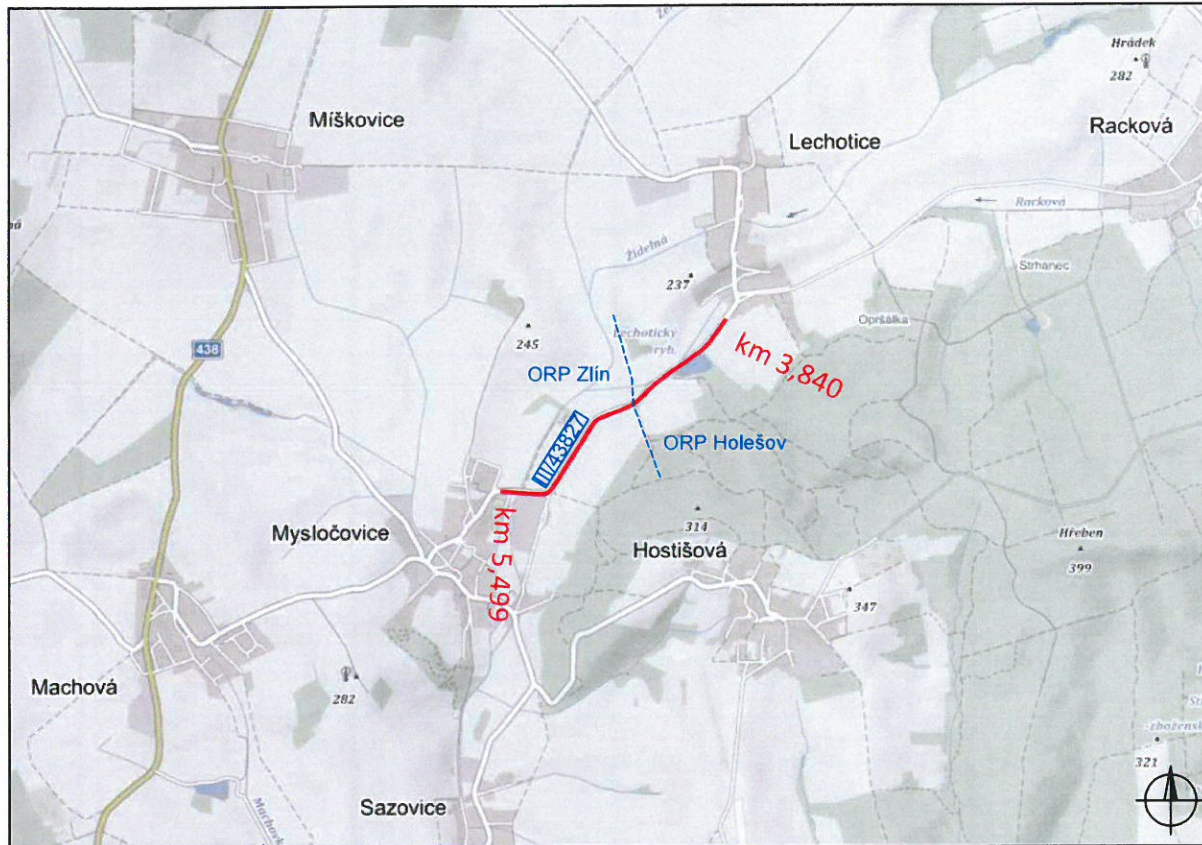 Hrádek
282
Míškovice
Racková
Lechotice
Racková
Židelná
Strhanec
237
Opršálka
Lechotický
ryh.
245
438
km 3,840
ORP Zlín
III/43827
ORP Holešov
km 5,499
314
Mysločovice
Hostišová
Hřeben
399
347
Machová
282
321
Sazovice